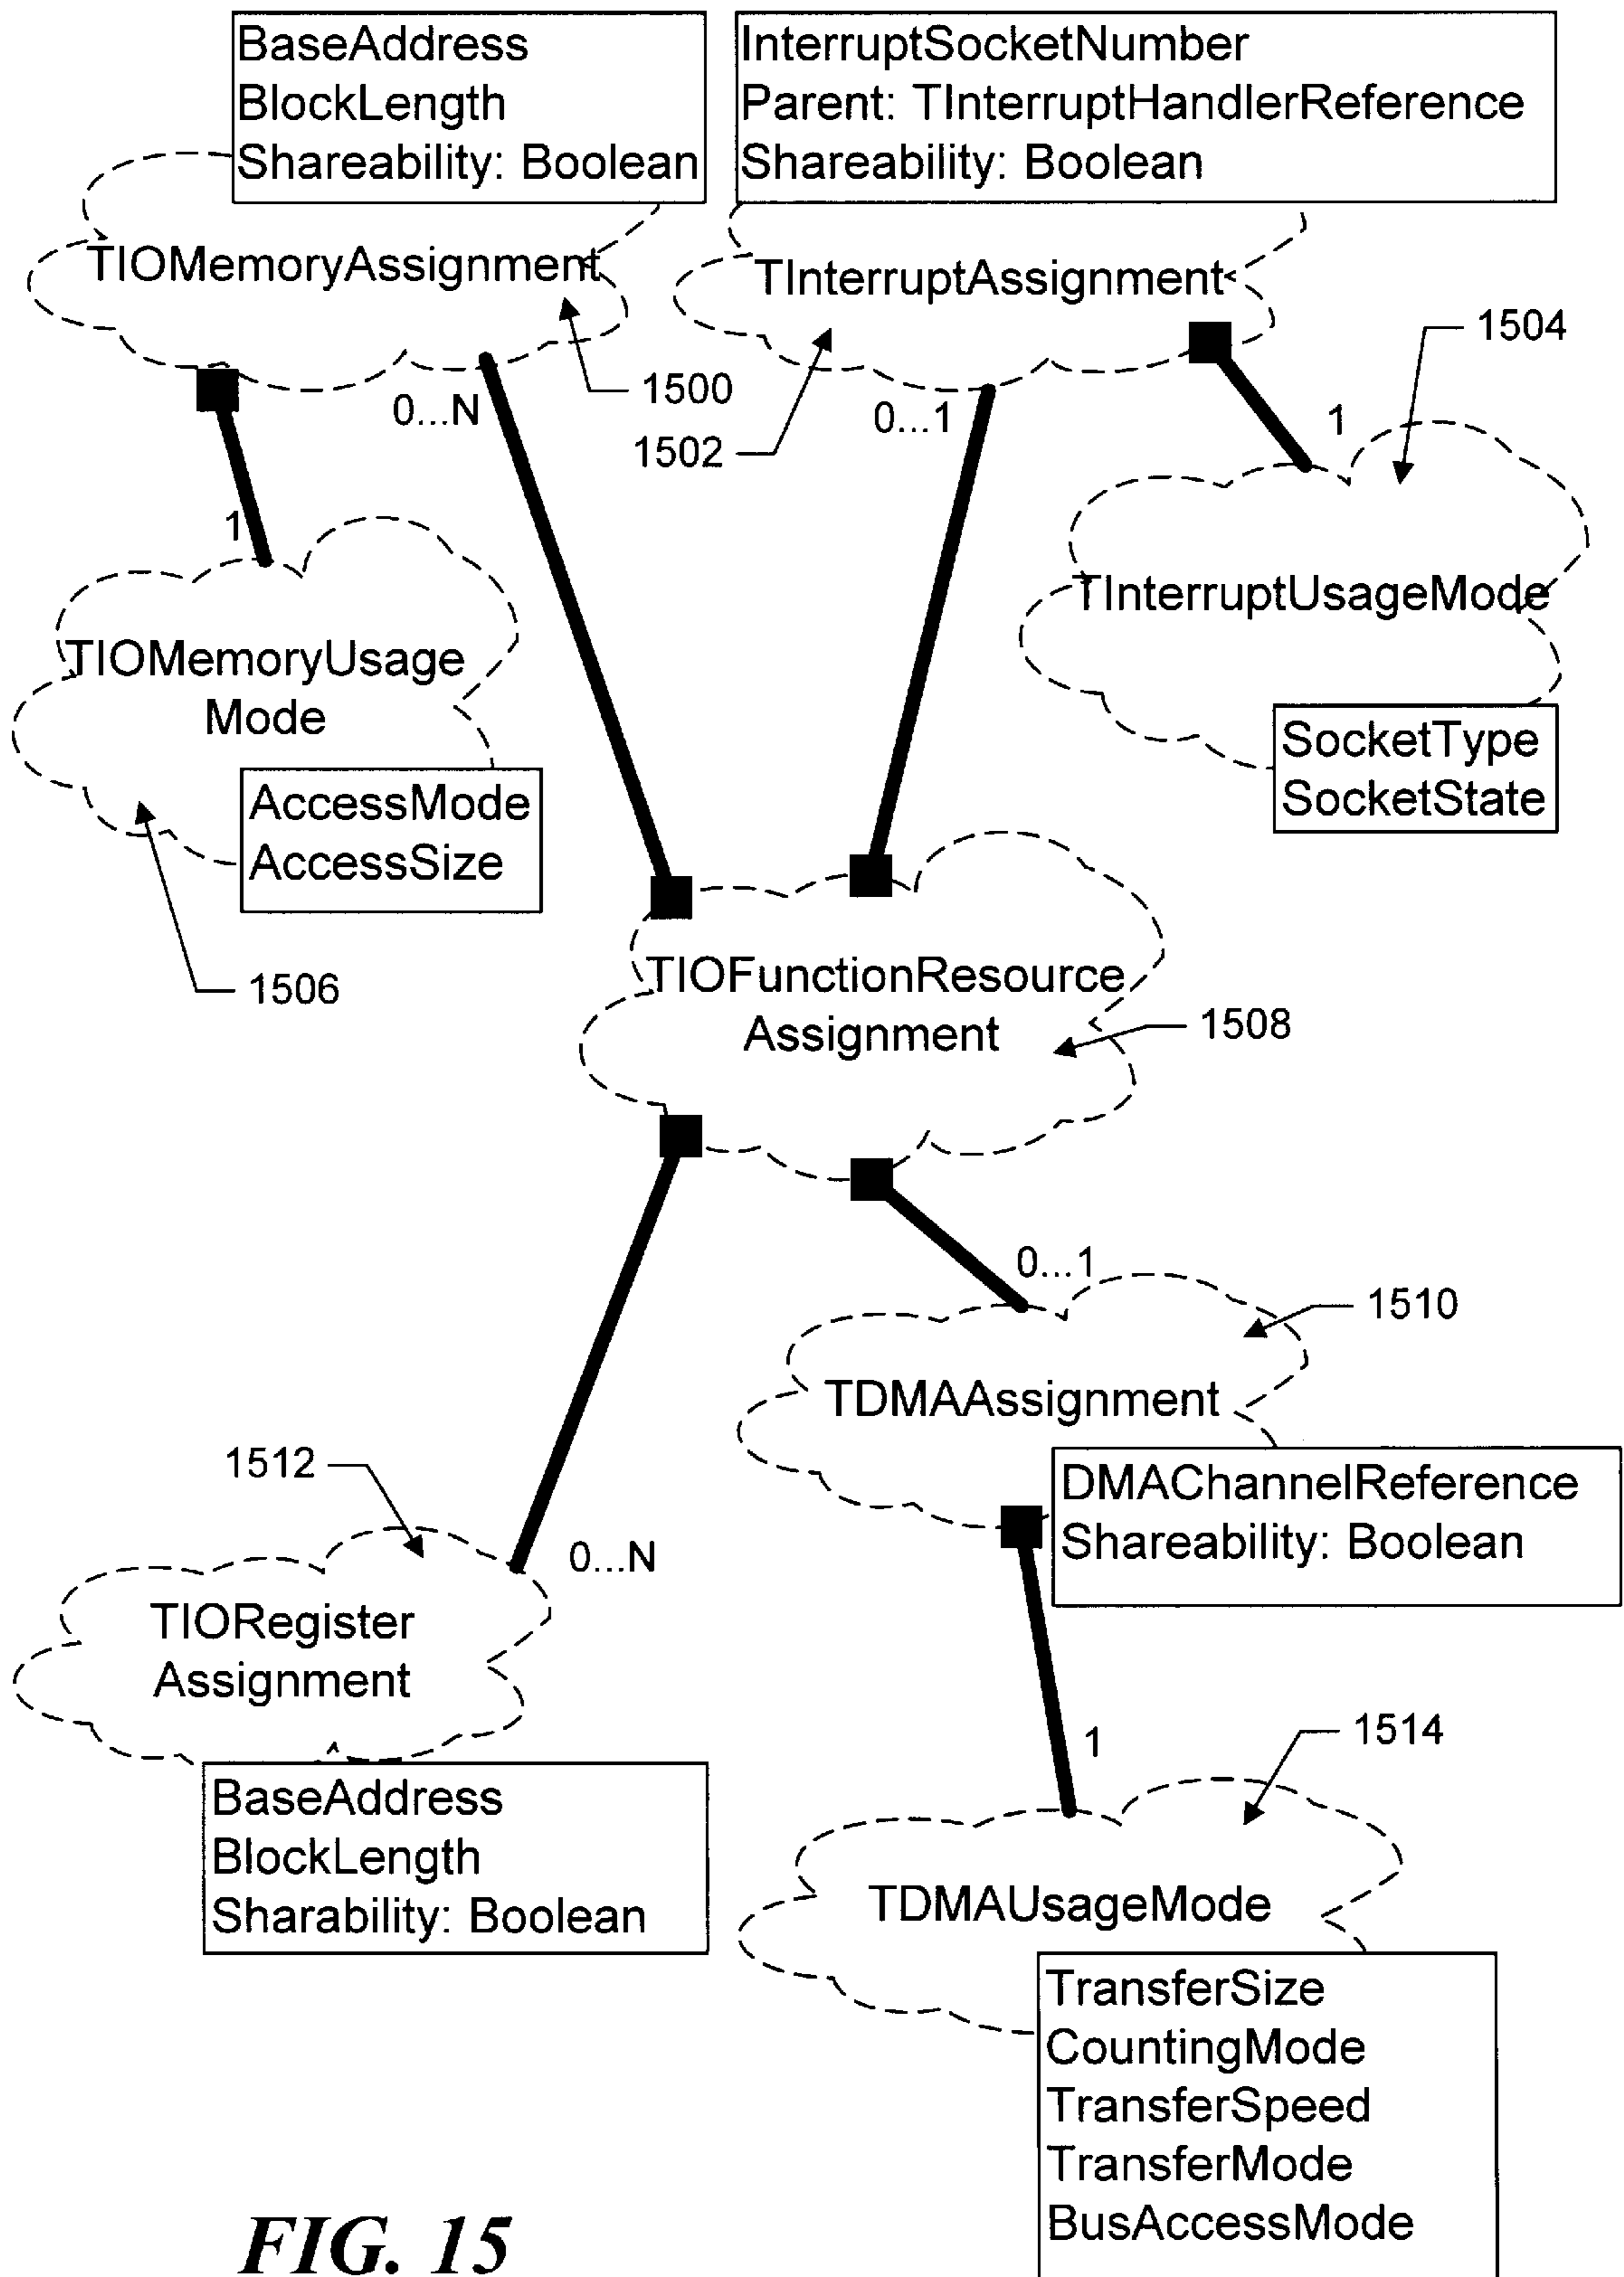 BaseAddress
BlockLength
Shareability: Boolean
InterruptSocketNumber
Parent: TInterruptHandlerReference
Shareability: Boolean
TIOMemoryAssignment
TInterruptAssignment
1500
1504
0...N
1502
0...1
1
1
TInterruptUsageMode
SocketType
SocketState
TIOMemoryUsage
Mode
AccessMode
AccessSize
1506
TIOFunctionResource
Assignment
1508
0...1
1510
TDMAAssignment
DMAChannelReference
Shareability: Boolean
1512
0...N
TIORegister
Assignment
BaseAddress
BlockLength
Sharability: Boolean
1
1514
TDMAUsageMode
TransferSize
CountingMode
TransferSpeed
TransferMode
BusAccessMode
FIG. 15